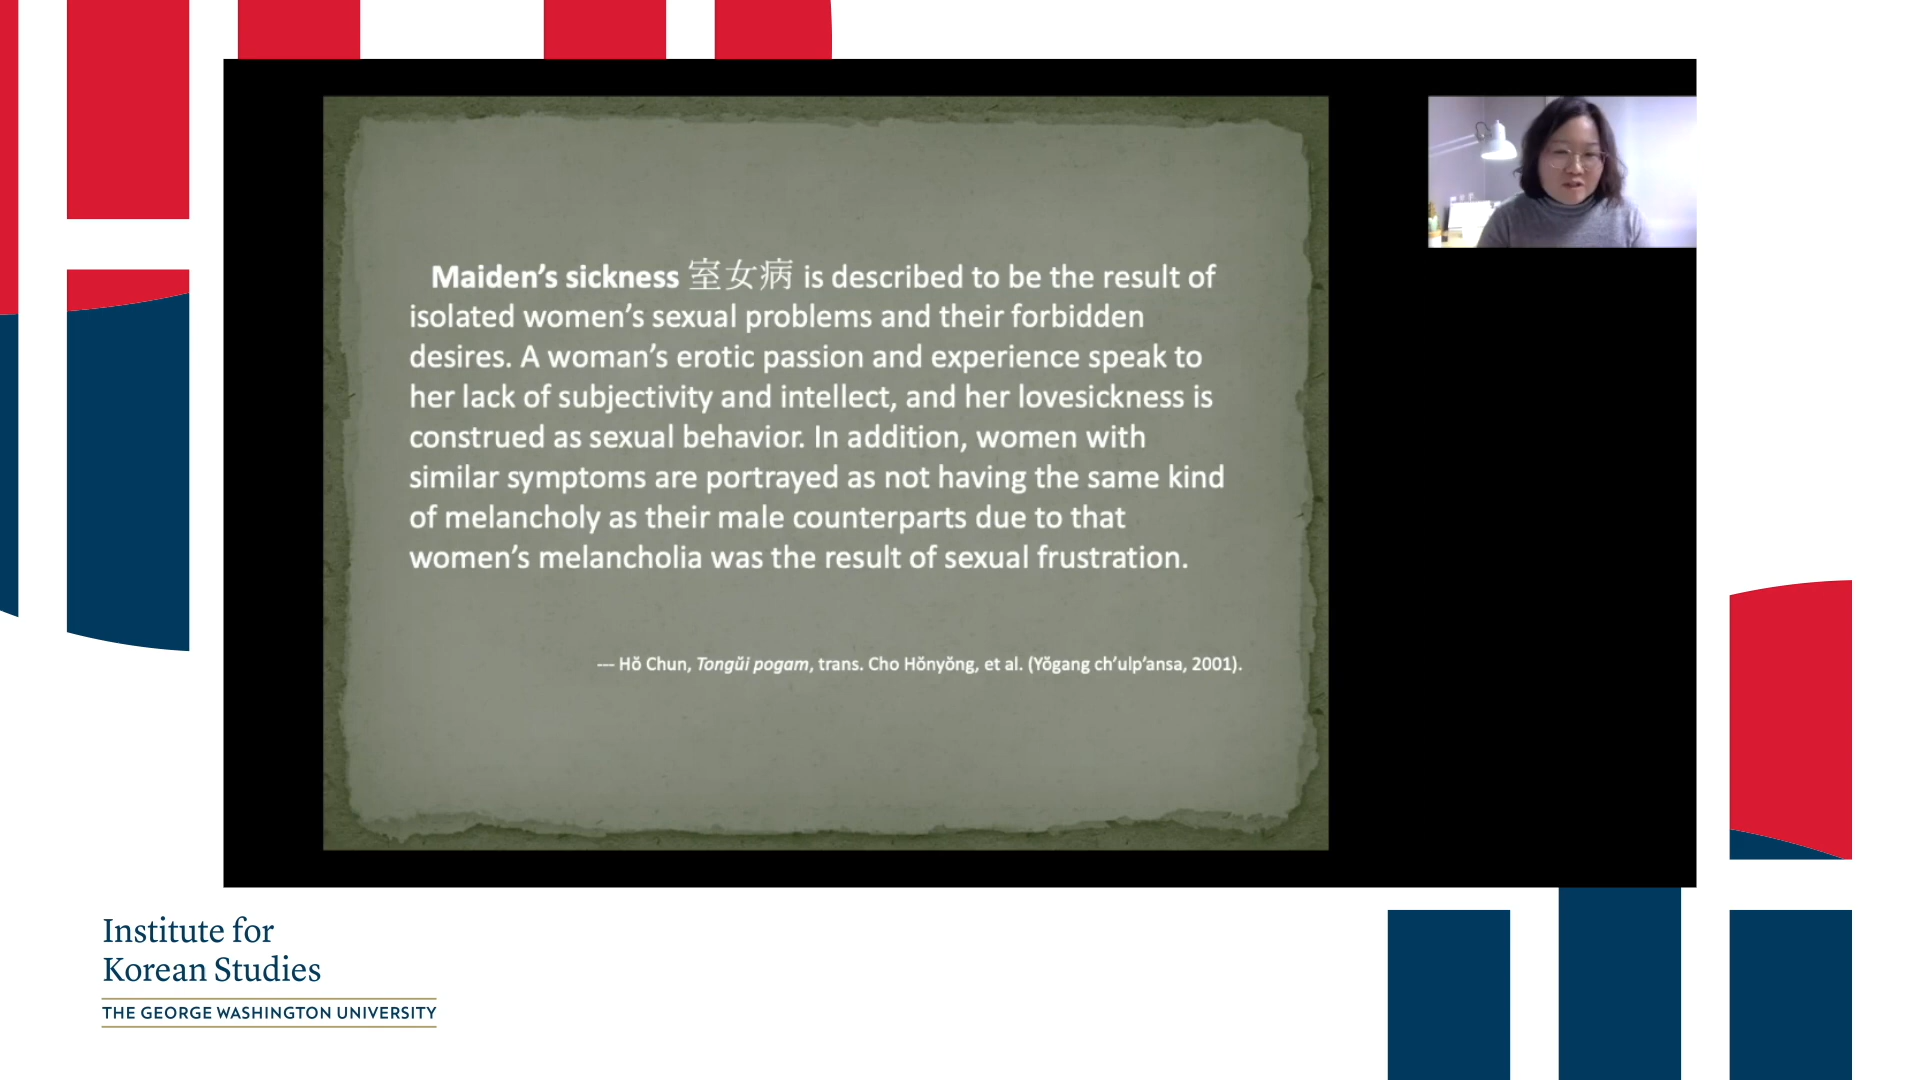 Maiden’s sickness 室女病 is described to be the result of
isolated women’s sexual problems and their forbidden
desires. A woman’s erotic passion and experience speak to
her lack of subjectivity and intellect, and her lovesickness is
construed as sexual behavior. In addition, women with
similar symptoms are portrayed as not having the same kind
of melancholy as their male counterparts due to that
women’s melancholia was the result of sexual frustration.
--- Hŏ Chun, Tongŭi pogam, trans. Cho Hŏnyŏng, et al. (Yŏgang ch’ulp’ansa, 2001).
Institute for
Korean Studies
THE GEORGE WASHINGTON UNIVERSITY